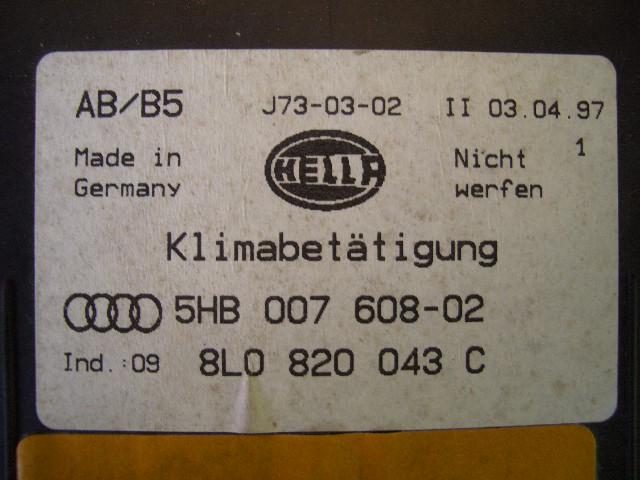 AB/B5 J73-03-02 II 03.04.97
Made in Germany
HELLA
Nicht werfen
1
Klimabetätigung
5HB 007 608-02
Ind.:09 8L0 820 043 C